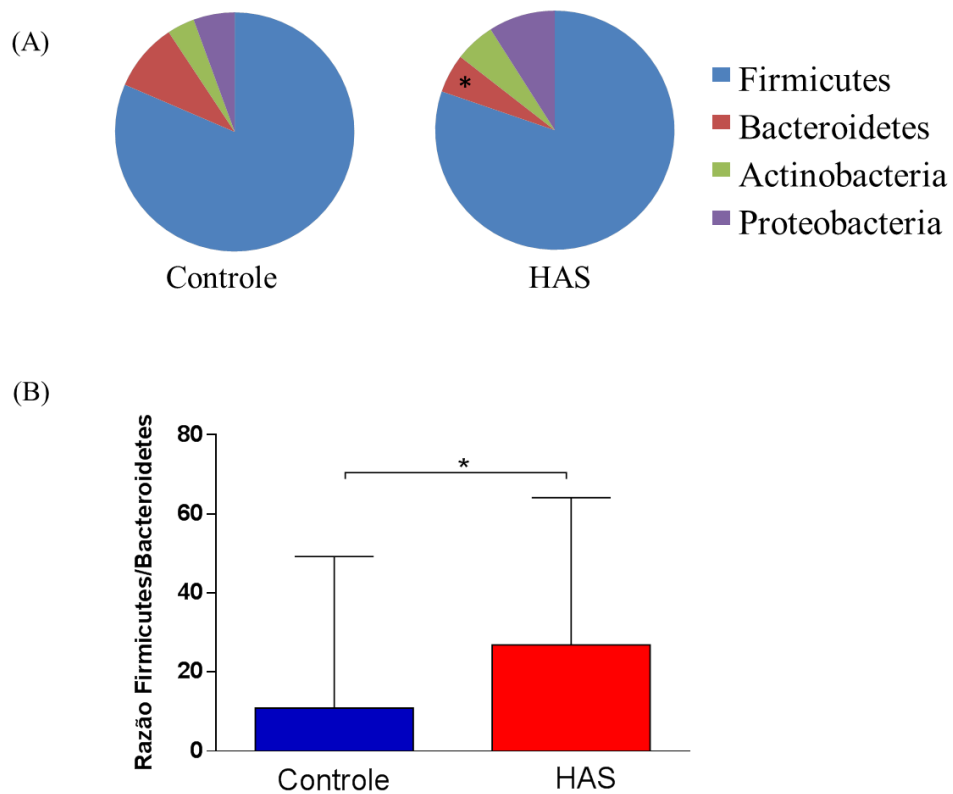 (A)
*
Firmicutes
Bacteroidetes
Actinobacteria
Proteobacteria
Controle
HAS
(B)
Razão Firmicutes/Bacteroidetes
80
60
40
20
0
*
Controle
HAS